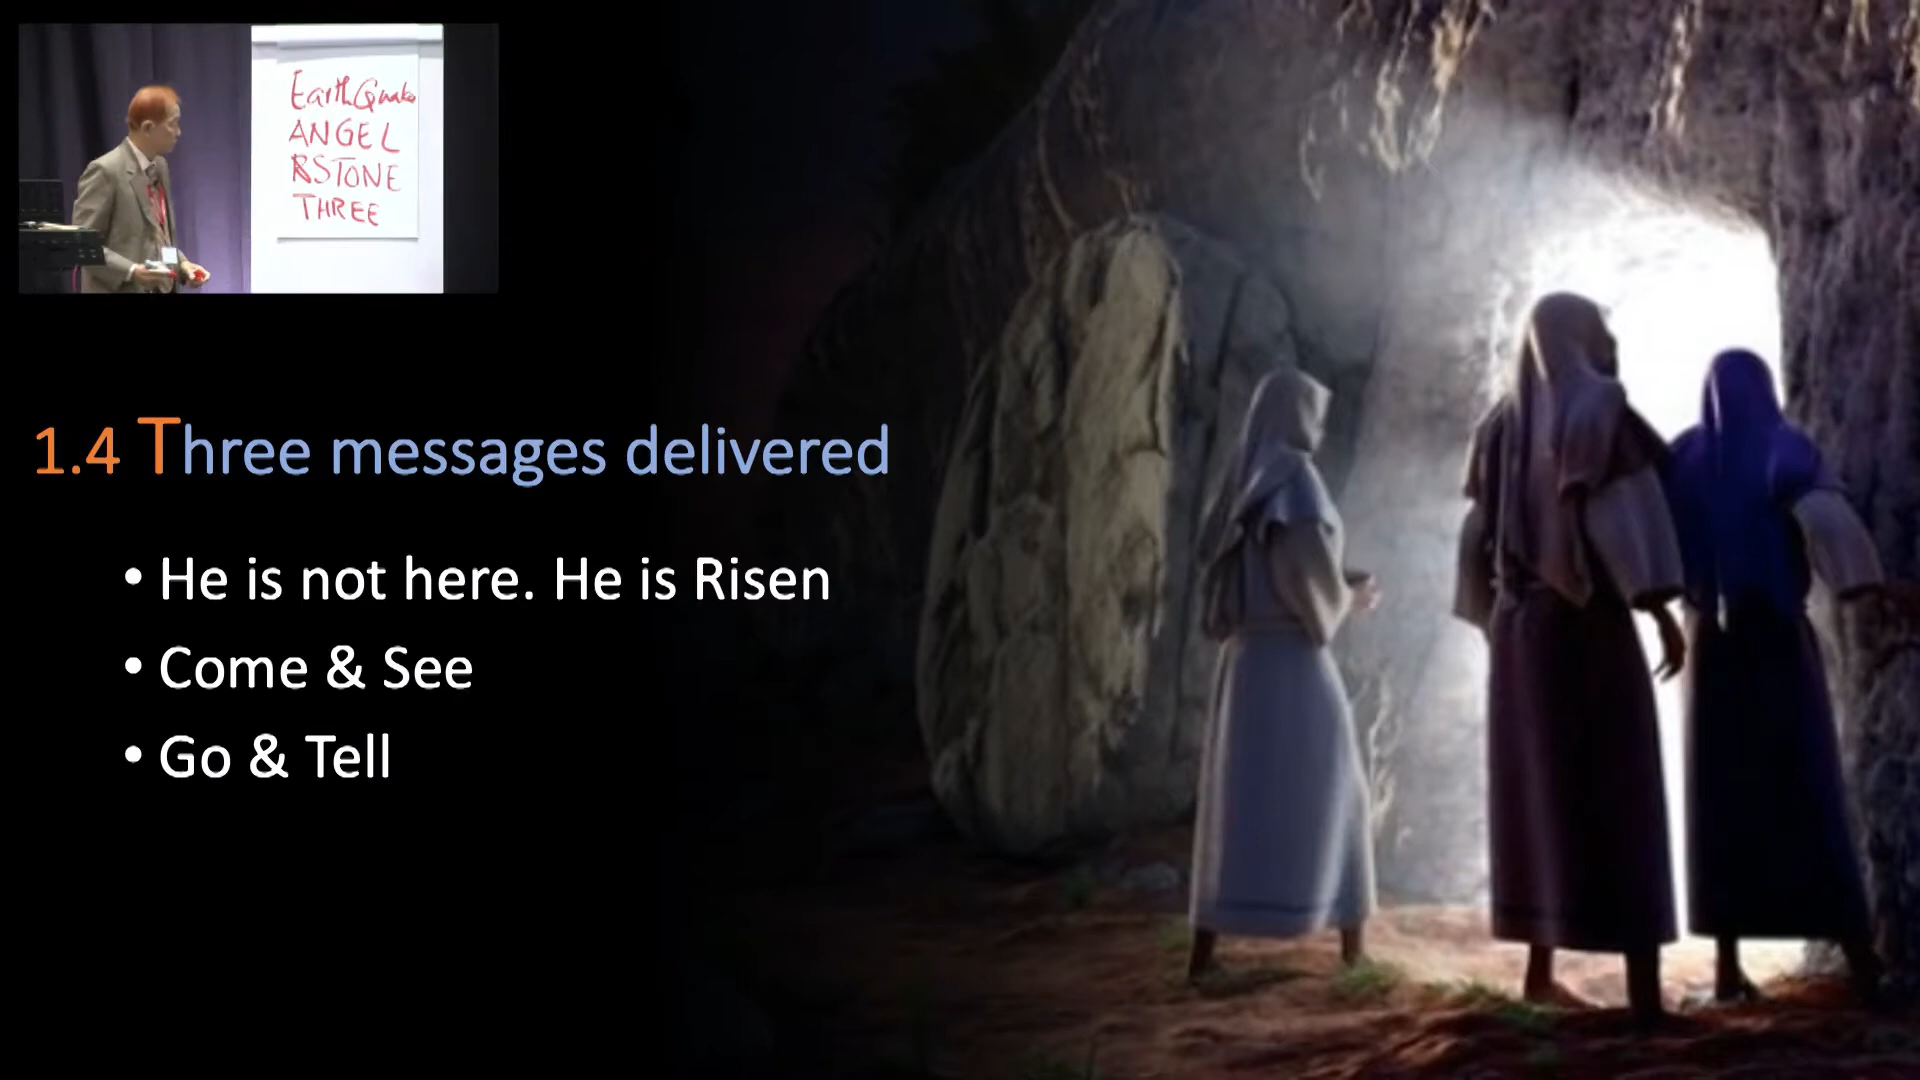 EarthQuake
ANGEL
RSTONE
THREE
1.4 Three messages delivered
• He is not here. He is Risen
• Come & See
• Go & Tell